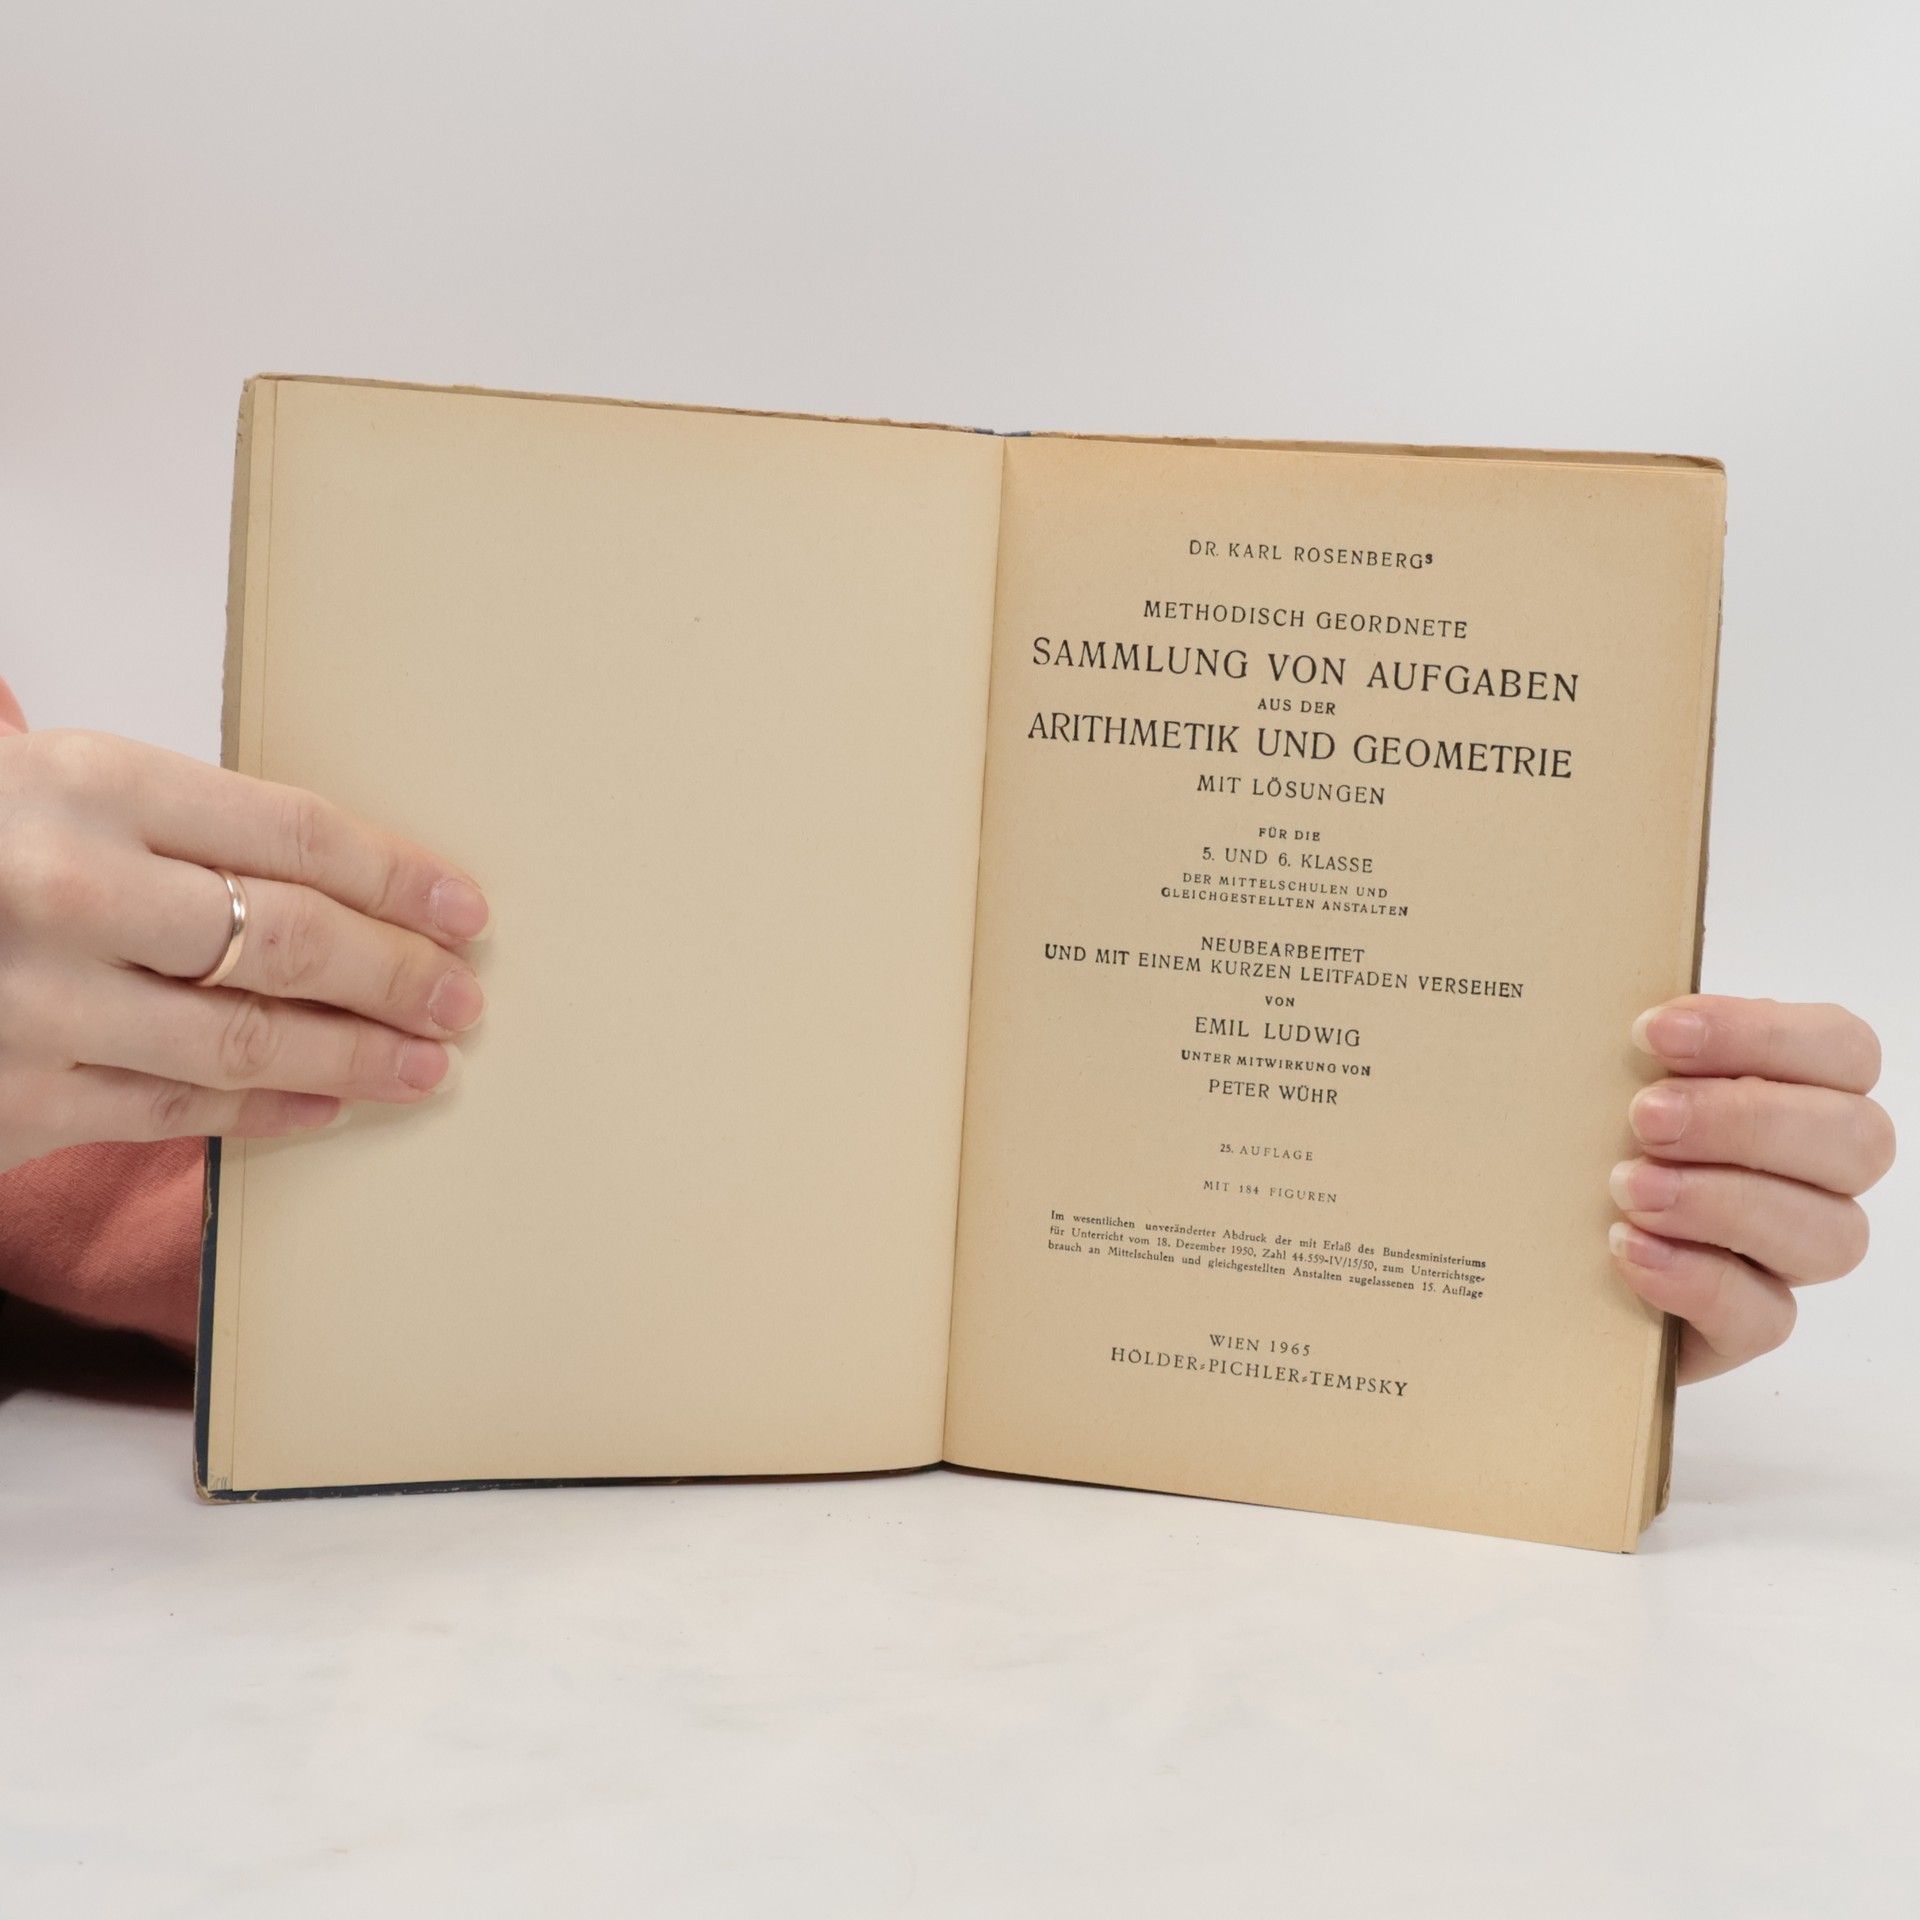 DR. KARL ROSENBERGs
METHODISCH GEORDNETE
SAMMLUNG VON AUFGABEN
AUS DER
ARITHMETIK UND GEOMETRIE
MIT LÖSUNGEN
FÜR DIE
5. UND 6. KLASSE
DER MITTELSCHULEN UND
GLEICHGESTELLTEN ANSTALTEN
NEUBEARBEITET
UND MIT EINEM KURZEN LEITFADEN VERSEHEN
VON
EMIL LUDWIG
UNTER MITWIRKUNG VON
PETER WÜHR
25. AUFLAGE
MIT 184 FIGUREN
Im wesentlichen unveränderter Abdruck der mit Erlaß des Bundesministeriums
für Unterricht vom 18. Dezember 1950, Zahl 44.559-IV/15/50, zum Unterrichtsge-
brauch an Mittelschulen und gleichgestellten Anstalten zugelassenen 15. Auflage
WIEN 1965
HÖLDER-PICHLER-TEMPSKY